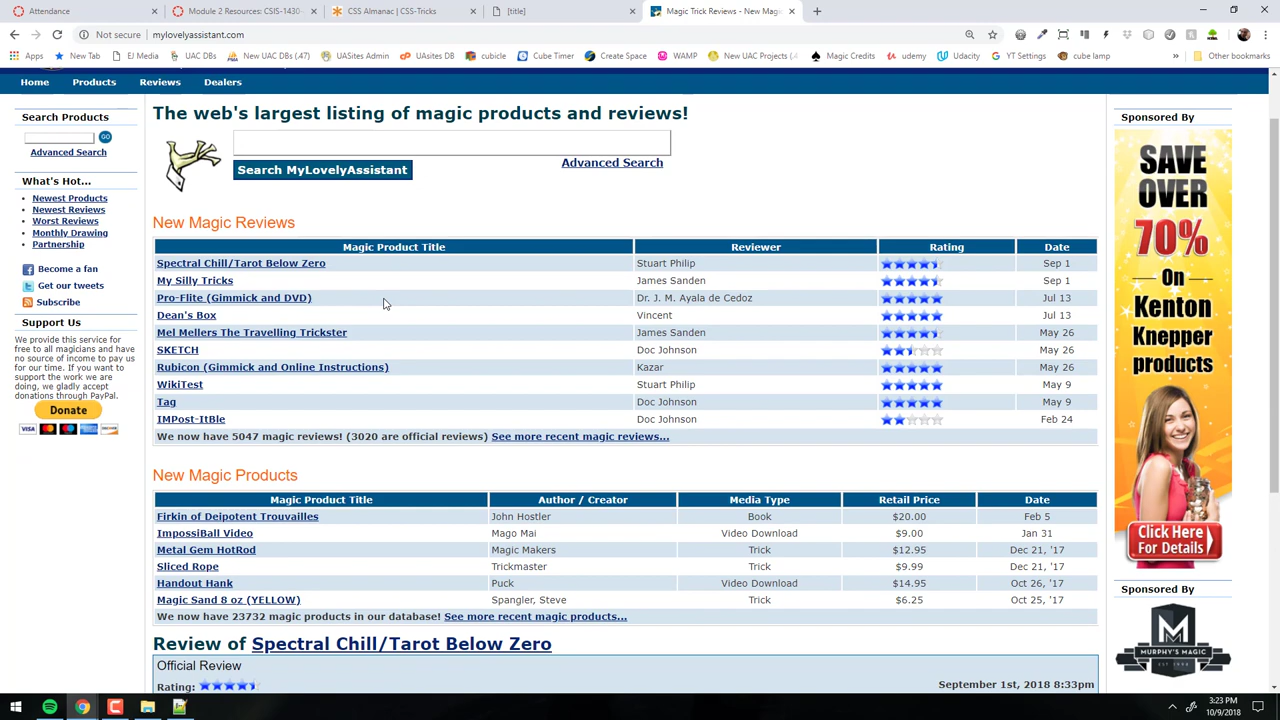 Attendance
Module 2 Resources: CSIS-1430
CSS Almanac | CSS-Tricks
[title]
Magic Trick Reviews - New Magi
Not secure | mylovelyassistant.com
Apps
New Tab
EJ Media
UAC DBs
New UAC DBs (.47)
UASites Admin
UAsites DB
cubicle
Cube Timer
Create Space
WAMP
New UAC Projects (.4
Magic Credits
udemy
Udacity
YT Settings
cube lamp
»
Other bookmarks
Home
Products
Reviews
Dealers
Search Products
GO
Advanced Search
What's Hot...
Newest Products
Newest Reviews
Worst Reviews
Monthly Drawing
Partnership
Become a fan
Get our tweets
Subscribe
Support Us
We provide this service for
free to all magicians and have
no source of income to pay us
for our time. If you want to
support the work we are
doing, we gladly accept
donations through PayPal.
Donate
VISA
The web's largest listing of magic products and reviews!
Search MyLovelyAssistant
Advanced Search
New Magic Reviews
Magic Product Title Reviewer Rating Date
Spectral Chill/Tarot Below Zero Stuart Philip Sep 1
My Silly Tricks James Sanden Sep 1
Pro-Flite (Gimmick and DVD) Dr. J. M. Ayala de Cedoz Jul 13
Dean's Box Vincent Jul 13
Mel Mellers The Travelling Trickster James Sanden May 26
SKETCH Doc Johnson May 26
Rubicon (Gimmick and Online Instructions) Kazar May 26
WikiTest Stuart Philip May 9
Tag Doc Johnson May 9
IMPost-ItBle Doc Johnson Feb 24
We now have 5047 magic reviews! (3020 are official reviews) See more recent magic reviews...
New Magic Products
Magic Product Title Author / Creator Media Type Retail Price Date
Firkin of Deipotent Trouvailles John Hostler Book $20.00 Feb 5
ImpossiBall Video Mago Mai Video Download $9.00 Jan 31
Metal Gem HotRod Magic Makers Trick $12.95 Dec 21, '17
Sliced Rope Trickmaster Trick $9.99 Dec 21, '17
Handout Hank Puck Video Download $14.95 Oct 26, '17
Magic Sand 8 oz (YELLOW) Spangler, Steve Trick $6.25 Oct 25, '17
We now have 23732 magic products in our database! See more recent magic products...
Review of Spectral Chill/Tarot Below Zero
Official Review
Rating:
September 1st, 2018 8:33pm
Sponsored By
SAVE
OVER
70%
On
Kenton
Knepper
products
Click Here
For Details
Sponsored By
M
MURPHY'S MAGIC
3:23 PM
10/9/2018